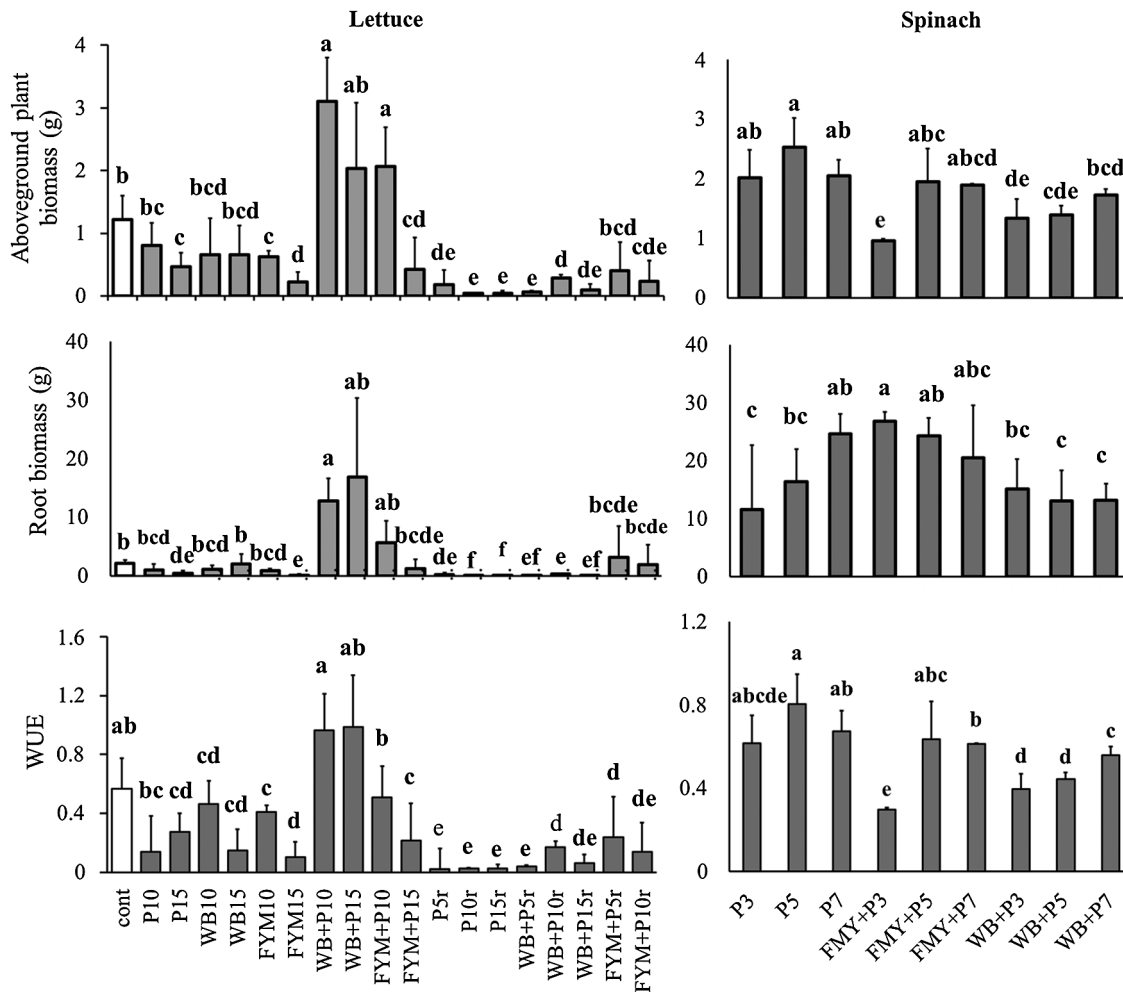 Lettuce
Spinach
Aboveground plant
biomass (g)
4
3
2
1
0
b
bc
c
bcd
bcd
c
d
a
ab
a
cd
de
e
e
e
d
de
bcd
cde
4
3
2
1
0
ab
a
ab
e
abc
abcd
de
cde
bcd
Root biomass (g)
40
30
20
10
0
b
bcd
de
bcd
b
bcd
e
a
ab
ab
bcde
de
f
f
ef
e
ef
bcde
bcde
40
30
20
10
0
c
bc
ab
a
ab
abc
bc
c
c
WUE
1.6
1.2
0.8
0.4
0
ab
bc
cd
cd
cd
c
d
a
ab
b
c
e
e
e
e
d
de
d
de
cont
P10
P15
WB10
WB15
FYM10
FYM15
WB+P10
WB+P15
FYM+P10
FYM+P15
P5r
P10r
P15r
WB+P5r
WB+P10r
WB+P15r
FYM+P5r
FYM+P10r
1.2
0.8
0.4
0
abcde
a
ab
e
abc
b
d
d
c
P3
P5
P7
FMY+P3
FMY+P5
FMY+P7
WB+P3
WB+P5
WB+P7